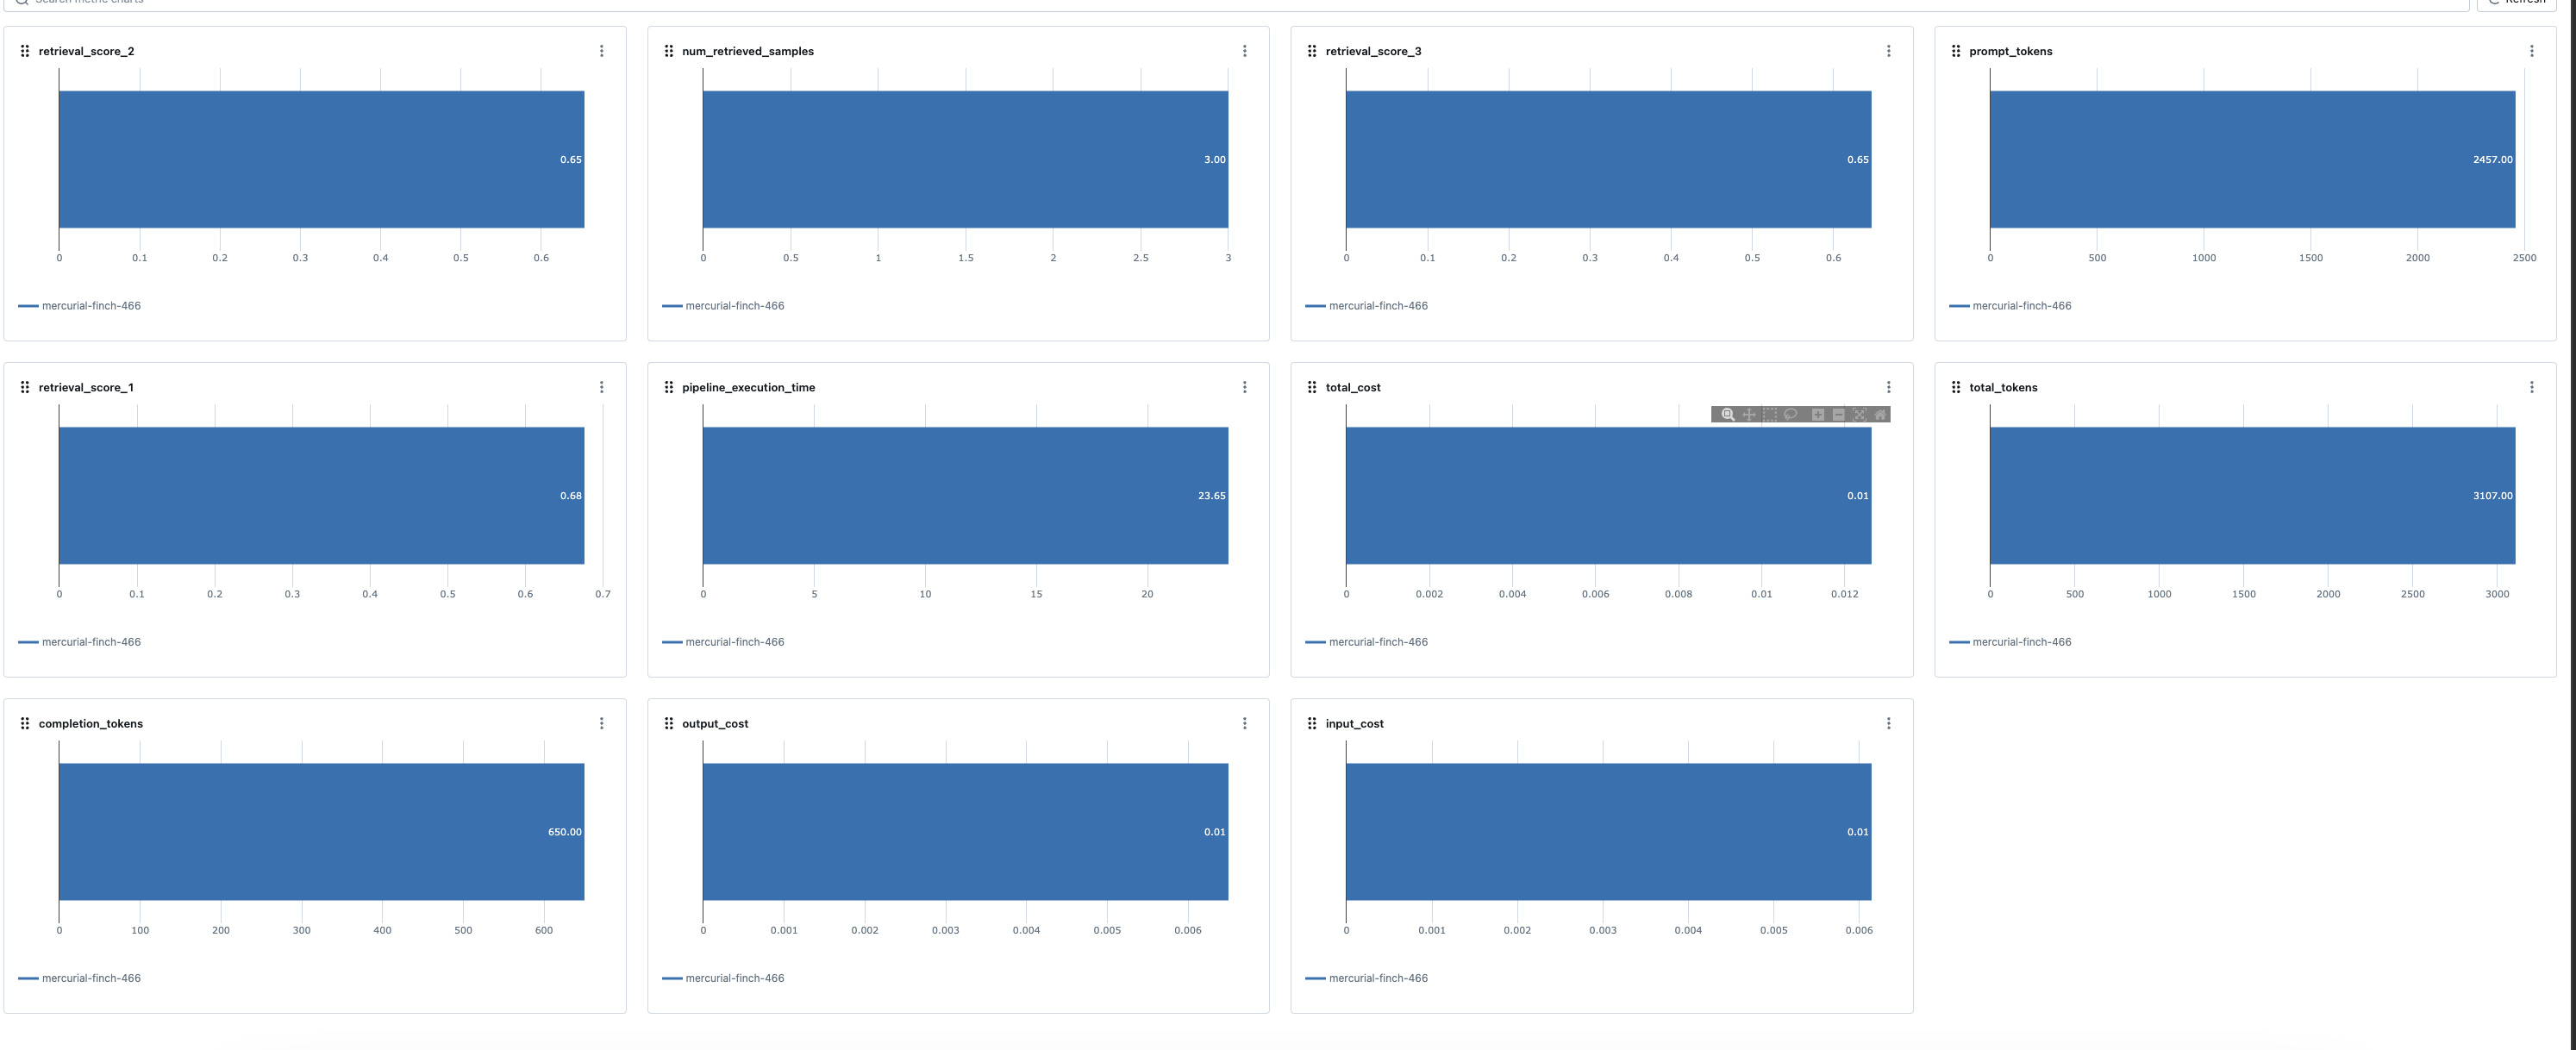 Search metric charts
Refresh
retrieval_score_2
0.65
0 0.1 0.2 0.3 0.4 0.5 0.6
mercurial-finch-466
num_retrieved_samples
3.00
0 0.5 1 1.5 2 2.5 3
mercurial-finch-466
retrieval_score_3
0.65
0 0.1 0.2 0.3 0.4 0.5 0.6
mercurial-finch-466
prompt_tokens
2457.00
0 500 1000 1500 2000 2500
mercurial-finch-466
retrieval_score_1
0.68
0 0.1 0.2 0.3 0.4 0.5 0.6 0.7
mercurial-finch-466
pipeline_execution_time
23.65
0 5 10 15 20
mercurial-finch-466
total_cost
0.01
0 0.002 0.004 0.006 0.008 0.01 0.012
mercurial-finch-466
total_tokens
3107.00
0 500 1000 1500 2000 2500 3000
mercurial-finch-466
completion_tokens
650.00
0 100 200 300 400 500 600
mercurial-finch-466
output_cost
0.01
0 0.001 0.002 0.003 0.004 0.005 0.006
mercurial-finch-466
input_cost
0.01
0 0.001 0.002 0.003 0.004 0.005 0.006
mercurial-finch-466